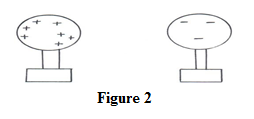 + + + + + + +
− − −
Figure 2